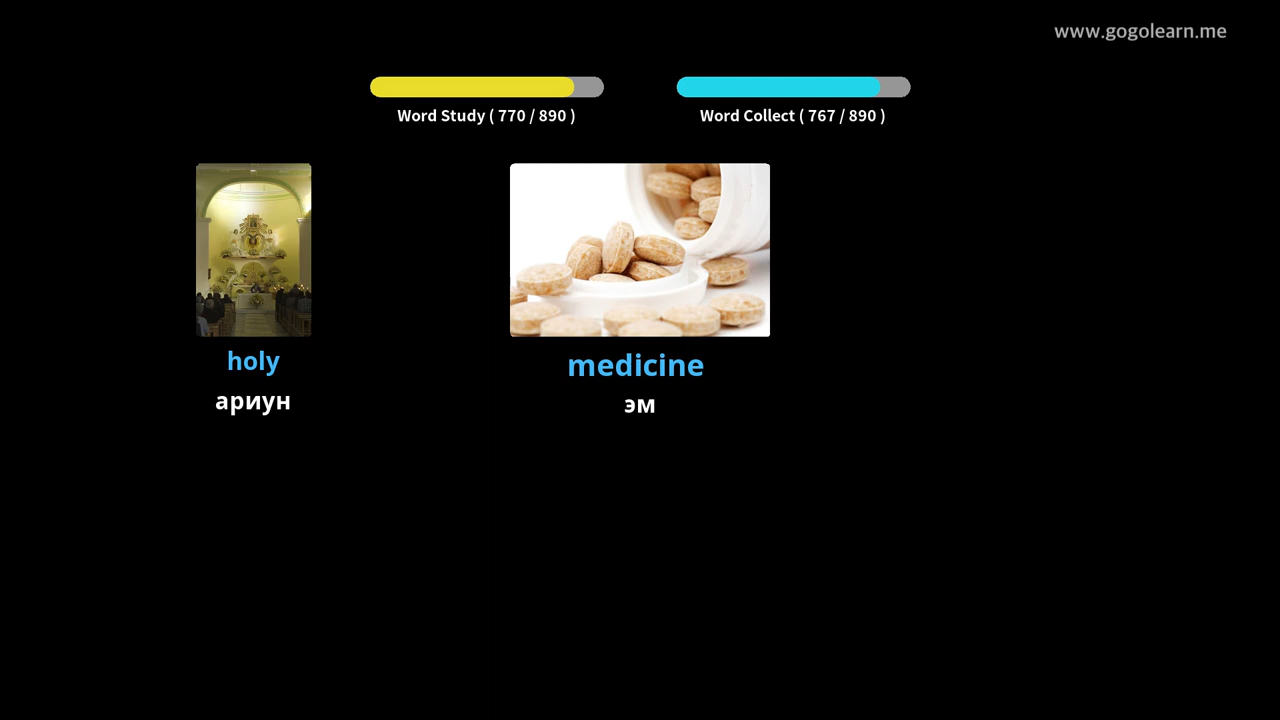 www.gogolearn.me
Word Study ( 770 / 890 )
Word Collect ( 767 / 890 )
holy
ариун
medicine
эм